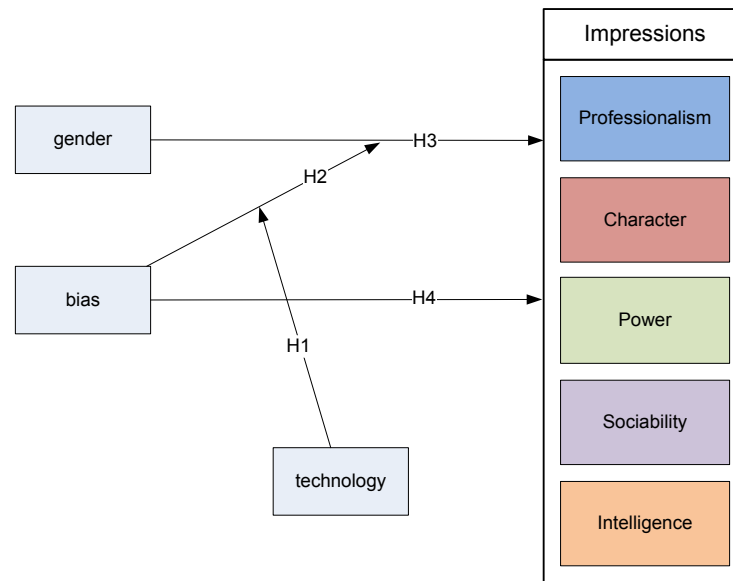 Impressions
Professionalism
gender
H3
H2
Character
bias
H4
Power
H1
Sociability
technology
Intelligence